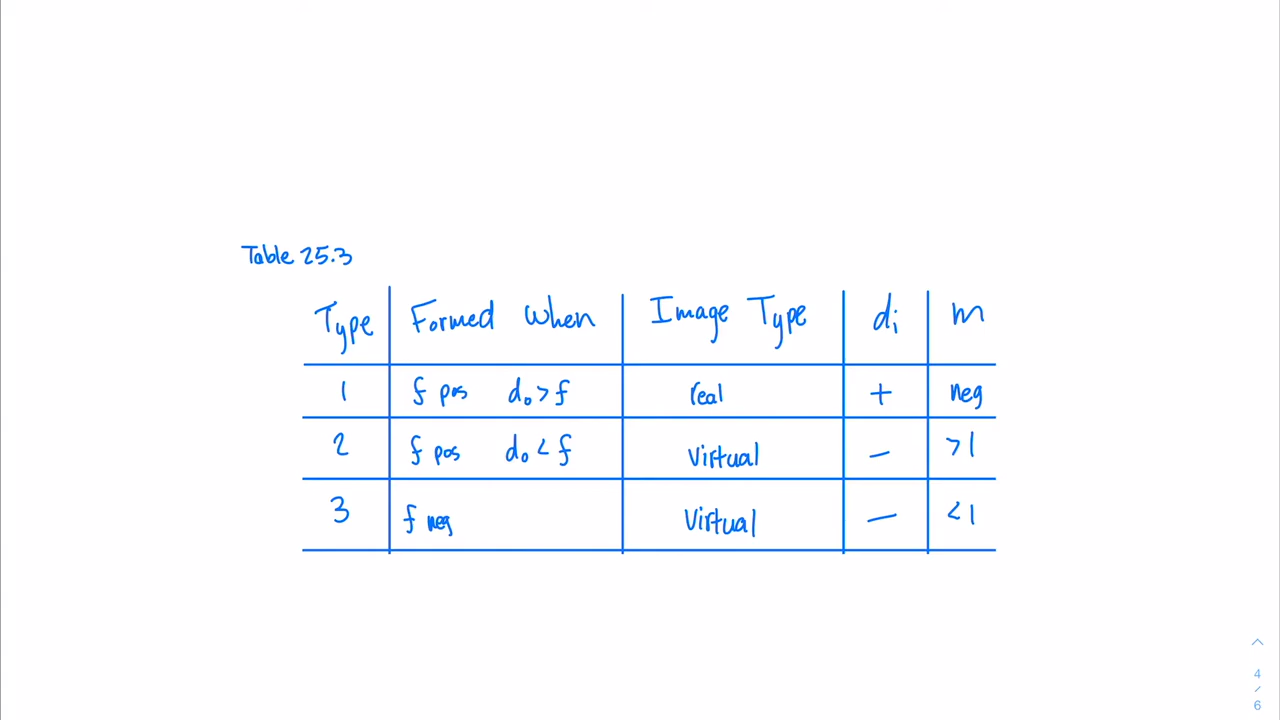 Table 25.3
Type Formed When Image Type di m
1 f pos do > f real + neg
2 f pos do < f Virtual - >1
3 f neg Virtual - <1
4
/
6